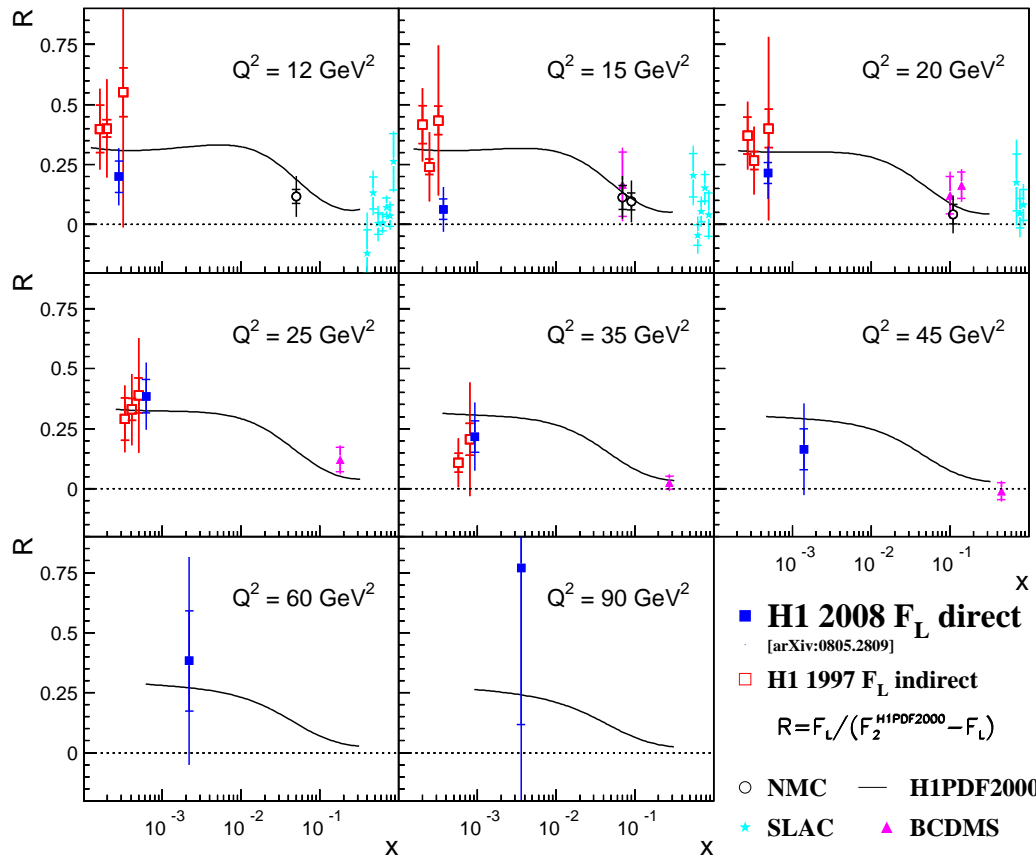 R
0.75
0.5
0.25
0
Q² = 12 GeV²
Q² = 15 GeV²
Q² = 20 GeV²
R
0.75
0.5
0.25
0
Q² = 25 GeV²
Q² = 35 GeV²
Q² = 45 GeV²
10⁻³ 10⁻² 10⁻¹
x
R
0.75
0.5
0.25
0
Q² = 60 GeV²
Q² = 90 GeV²
10⁻³ 10⁻² 10⁻¹
x
10⁻³ 10⁻² 10⁻¹
x
H1 2008 F_L direct
[arXiv:0805.2809]
H1 1997 F_L indirect
R=F_L/(F_2^H1PDF2000-F_L)
NMC
H1PDF2000
SLAC
BCDMS